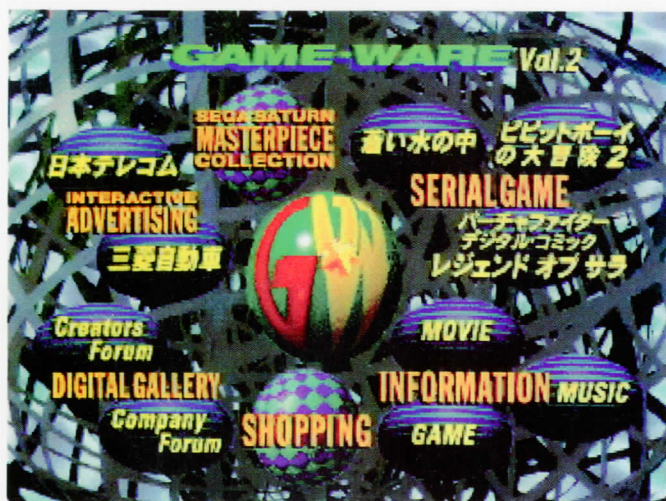 GAME-WARE Vol.2
SEGA SATURN
MASTERPIECE
COLLECTION
日本テレコム
INTERACTIVE
ADVERTISING
三菱自動車
蒼い水の中
ビビットボーイ
の大冒険2
SERIAL GAME
バーチャファイター
デジタル・コミック
レジェンド オブ サラ
GW
Creators
Forum
DIGITAL GALLERY
Company
Forum
SHOPPING
MOVIE
INFORMATION
MUSIC
GAME